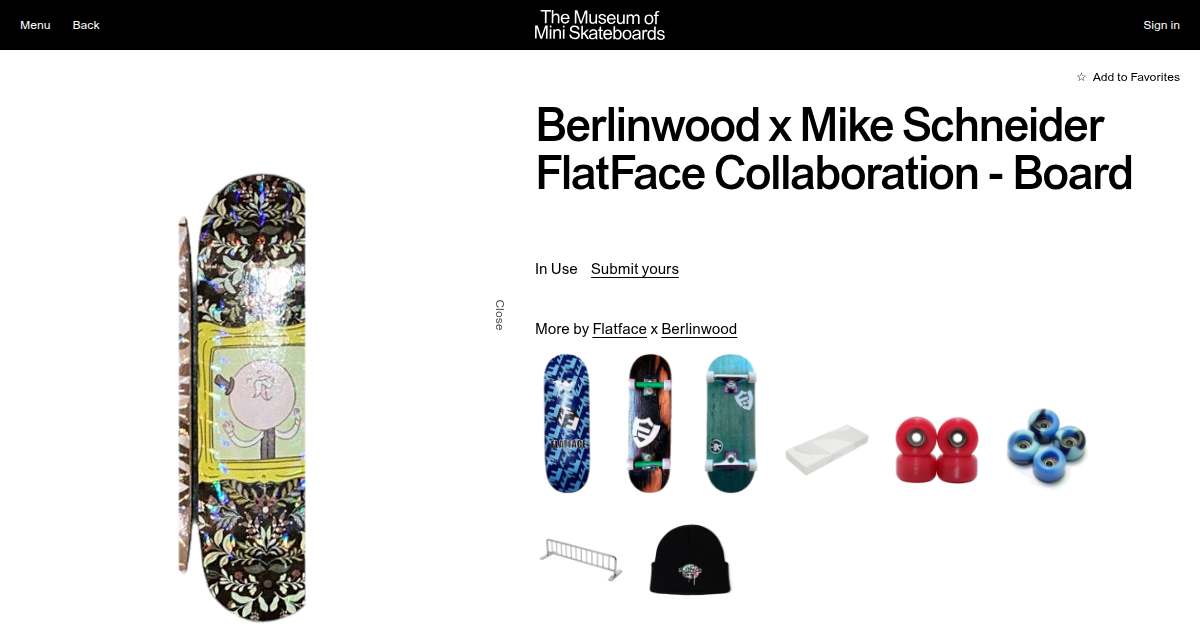 Menu
Back
The Museum of
Mini Skateboards
Sign in
☆ Add to Favorites
Berlinwood x Mike Schneider
FlatFace Collaboration - Board
In Use
Submit yours
Close
More by Flatface x Berlinwood
FLATFACE